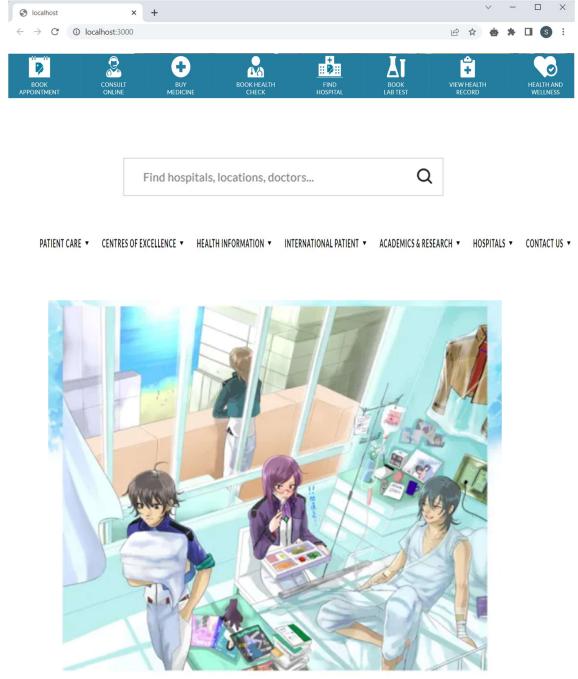 localhost
localhost:3000
S
BOOK
APPOINTMENT
CONSULT
ONLINE
BUY
MEDICINE
BOOK HEALTH
CHECK
FIND
HOSPITAL
BOOK
LAB TEST
VIEW HEALTH
RECORD
HEALTH AND
WELLNESS
Find hospitals, locations, doctors...
PATIENT CARE ▼ CENTRES OF EXCELLENCE ▼ HEALTH INFORMATION ▼ INTERNATIONAL PATIENT ▼ ACADEMICS & RESEARCH ▼ HOSPITALS ▼ CONTACT US ▼